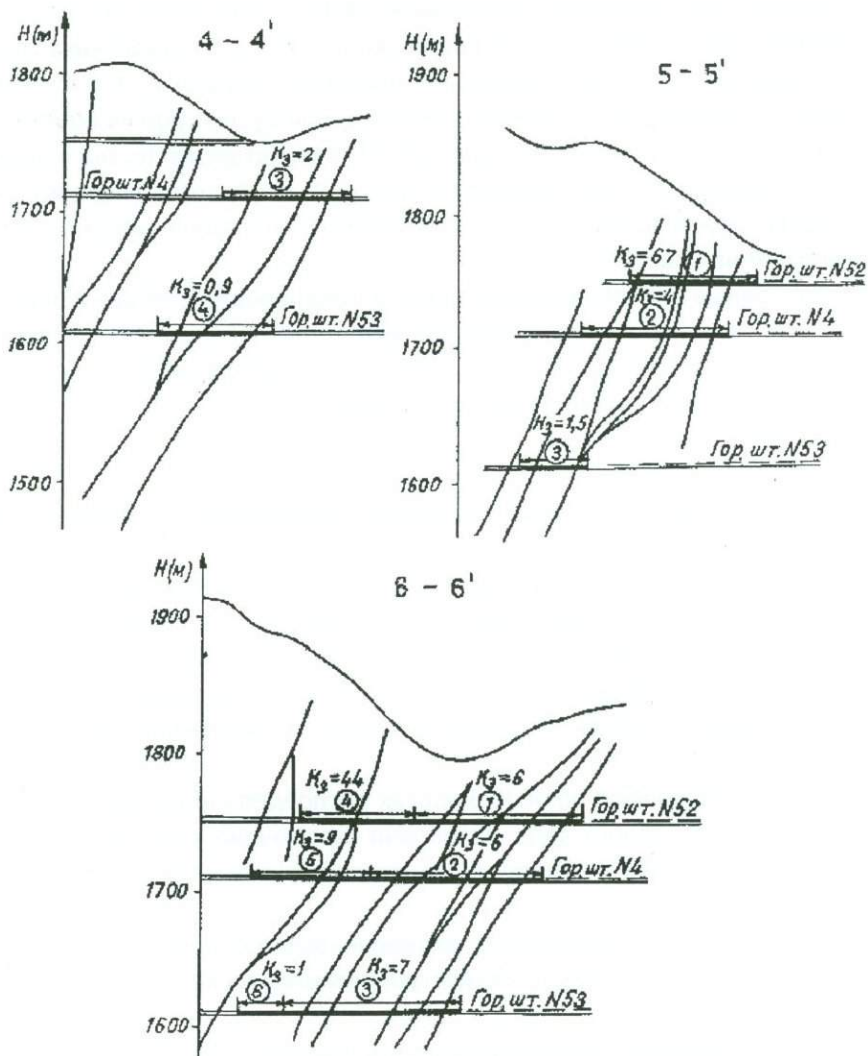 H(м)
4 – 4'
1800
K₃=2
③
Гор.шт.N4
1700
K₃=0,9
④
Гор.шт.N53
1600
1500
H(м)
5 – 5'
1900
1800
K₃=67
①
Гор.шт.N52
K₃=4
②
Гор.шт.N4
1700
K₃=1,5
③
Гор.шт.N53
1600
H(м)
6 – 6'
1900
1800
K₃=44
④
K₃=6
①
Гор.шт.N52
K₃=9
⑤
K₃=6
②
Гор.шт.N4
1700
K₃=1
⑥
K₃=7
③
Гор.шт.N53
1600